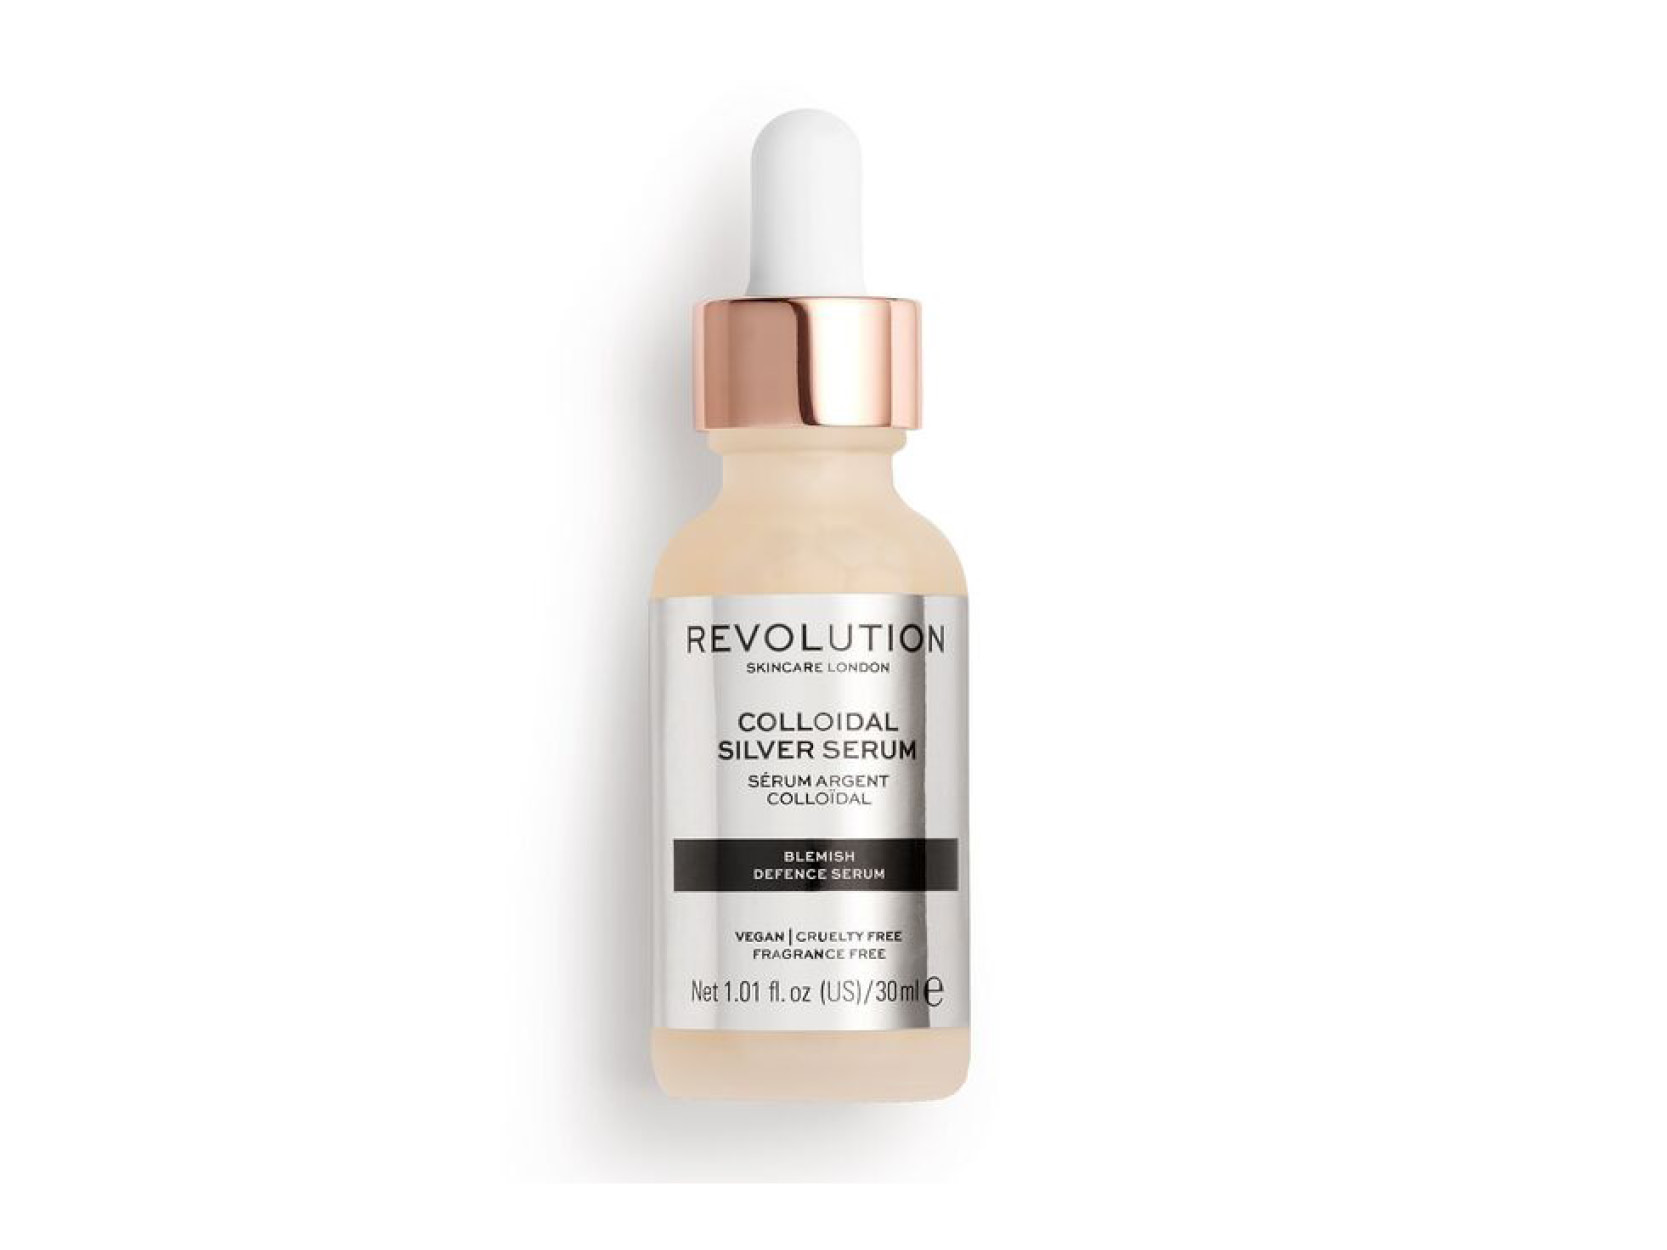 REVOLUTION
SKINCARE LONDON
COLLOIDAL
SILVER SERUM
SÉRUM ARGENT
COLLOÏDAL
BLEMISH
DEFENCE SERUM
VEGAN | CRUELTY FREE
FRAGRANCE FREE
Net 1.01 fl. oz (US)/30ml ℮